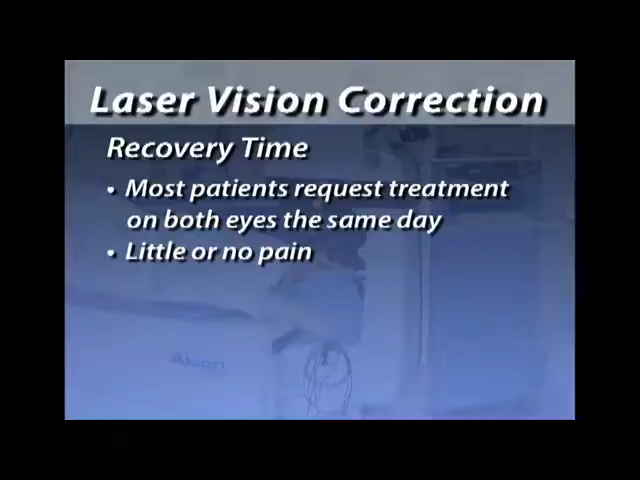 Laser Vision Correction
Recovery Time
• Most patients request treatment
on both eyes the same day
• Little or no pain
Alcon